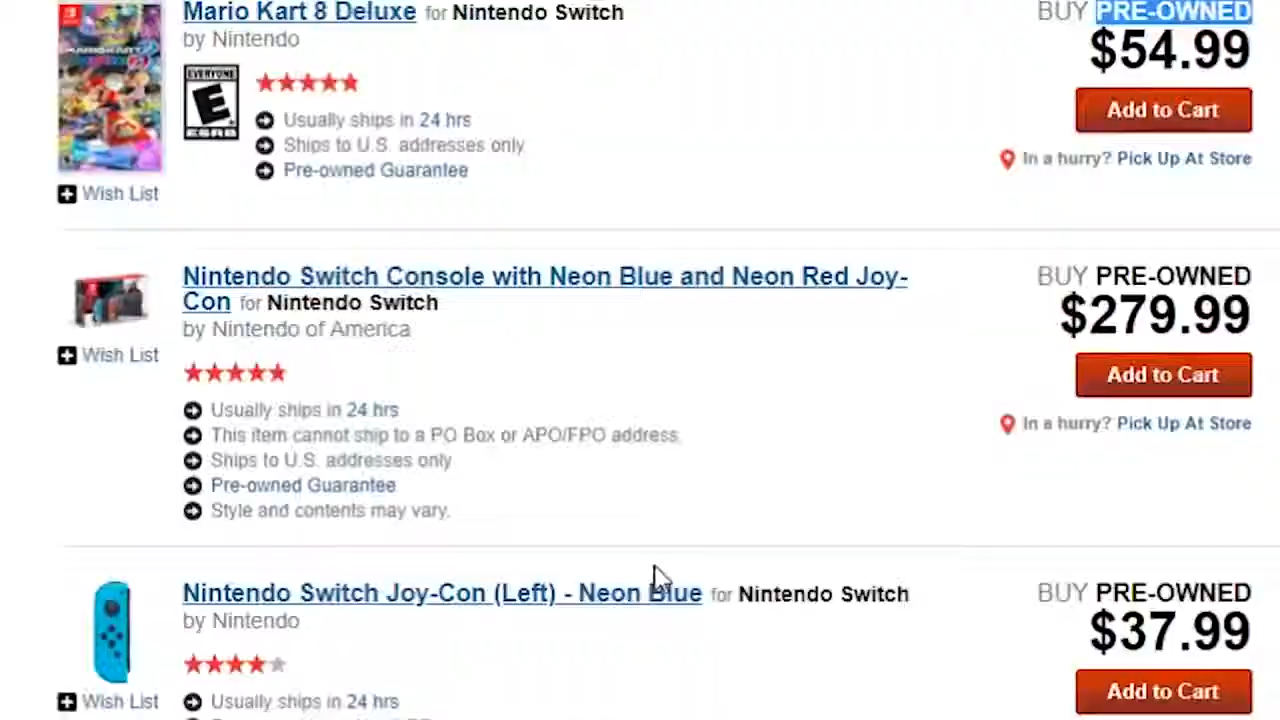 Mario Kart 8 Deluxe for Nintendo Switch
BUY PRE-OWNED
by Nintendo
$54.99
EVERYONE
E
ESRB
Add to Cart
Usually ships in 24 hrs
Ships to U.S. addresses only
In a hurry? Pick Up At Store
Pre-owned Guarantee
Wish List
Nintendo Switch Console with Neon Blue and Neon Red Joy-
Con for Nintendo Switch
BUY PRE-OWNED
by Nintendo of America
$279.99
Wish List
Add to Cart
Usually ships in 24 hrs
In a hurry? Pick Up At Store
This item cannot ship to a PO Box or APO/FPO address.
Ships to U.S. addresses only
Pre-owned Guarantee
Style and contents may vary.
Nintendo Switch Joy-Con (Left) - Neon Blue for Nintendo Switch
BUY PRE-OWNED
by Nintendo
$37.99
Add to Cart
Wish List
Usually ships in 24 hrs